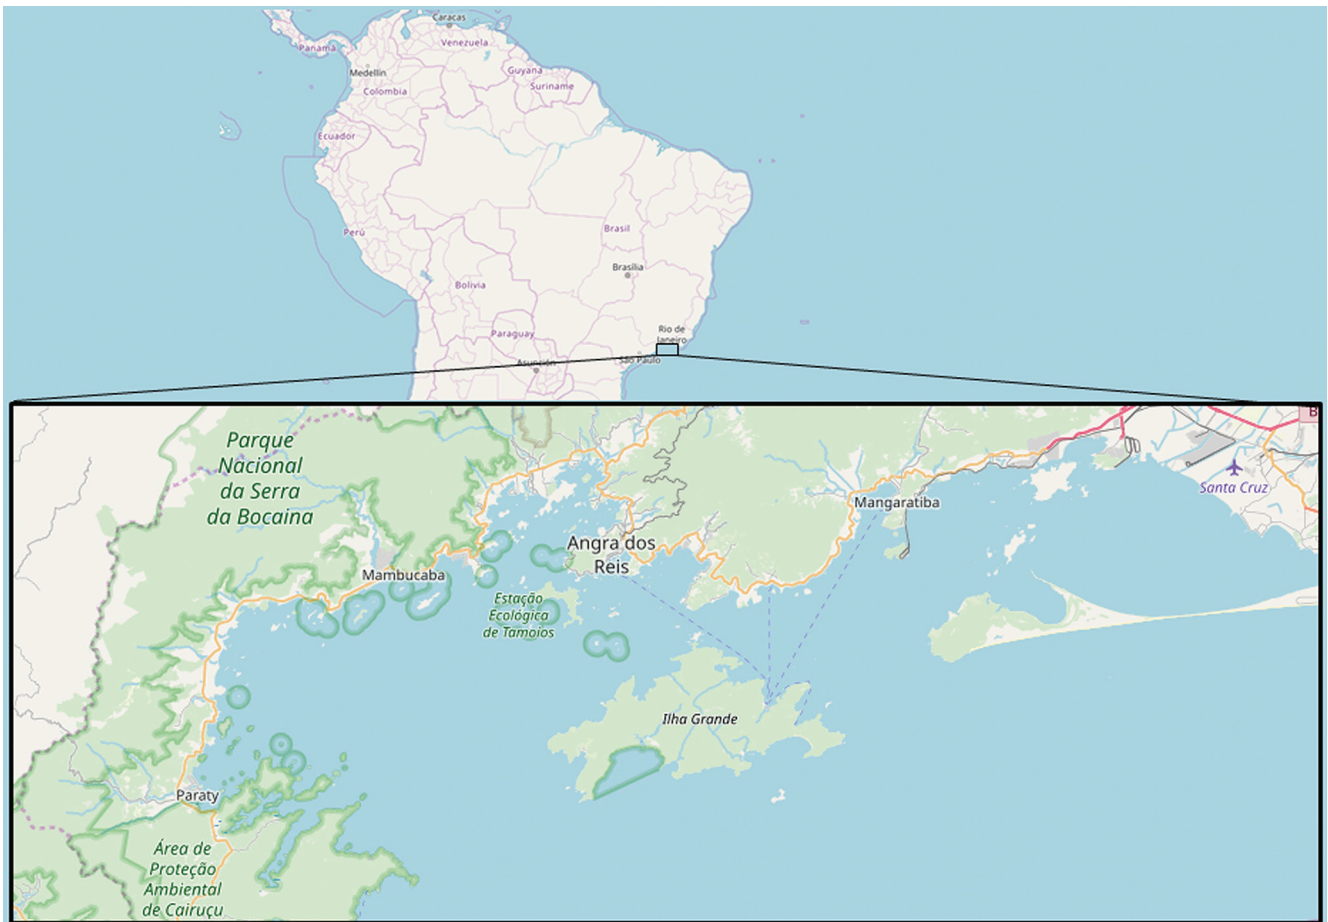 Caracas
Panamá
Venezuela
Medellín
Guyana
Colombia
Suriname
Ecuador
Perú
Brasil
Brasília
Bolivia
Paraguay
Rio de
Janeiro
São Paulo
Asunción
Parque
Nacional
da Serra
da Bocaina
B
Santa Cruz
Mangaratiba
Angra dos
Reis
Mambucaba
Estação
Ecológica
de Tamoios
Ilha Grande
Paraty
Área de
Proteção
Ambiental
de Cairuçu